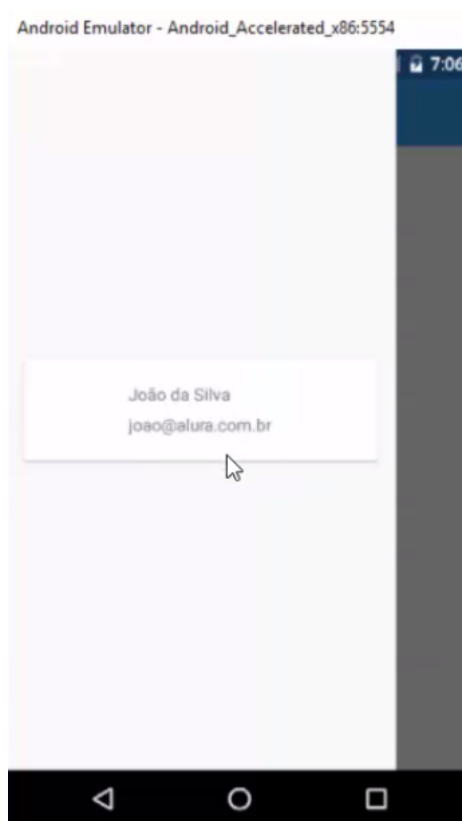 Android Emulator - Android_Accelerated_x86:5554
7:06
João da Silva
joao@alura.com.br